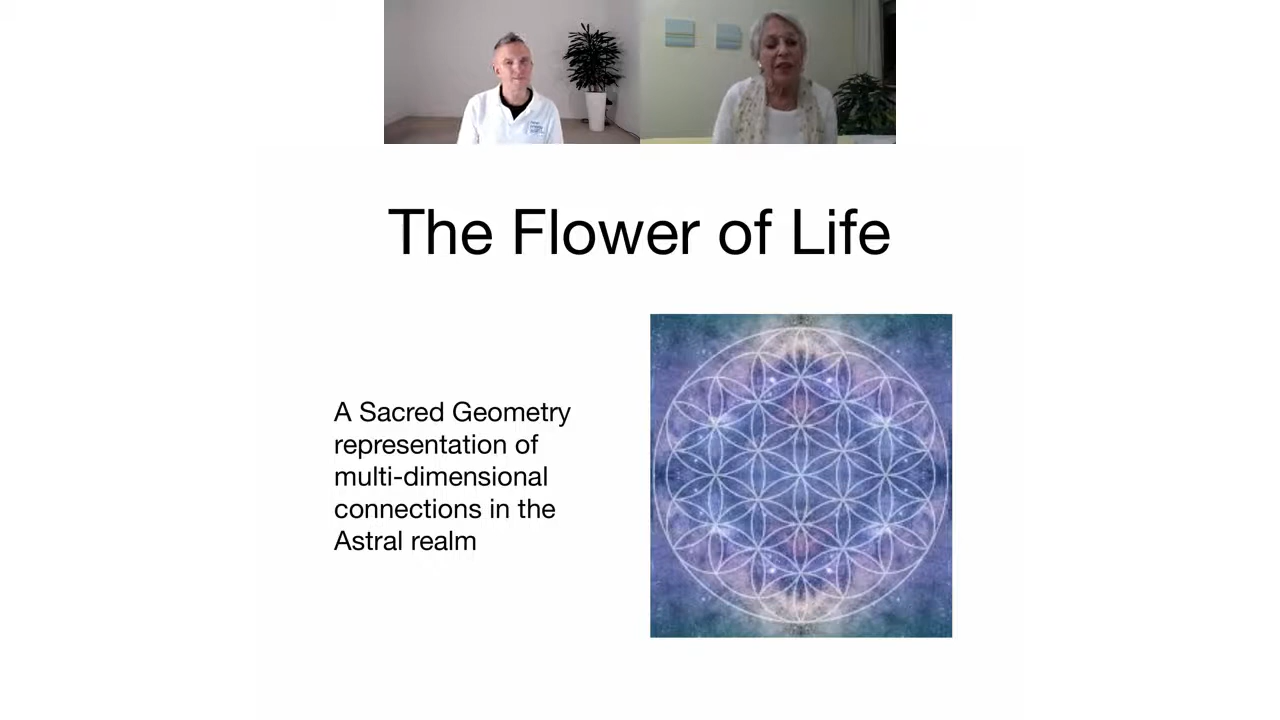 The Flower of Life
A Sacred Geometry
representation of
multi-dimensional
connections in the
Astral realm